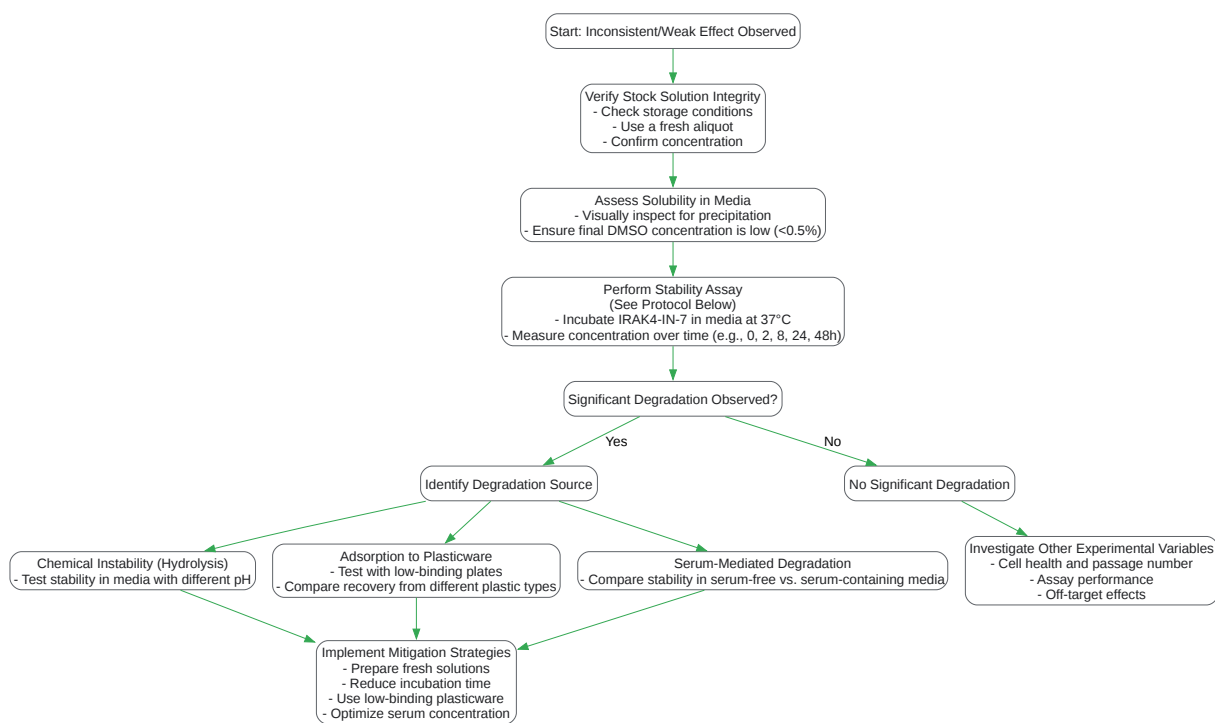 Start: Inconsistent/Weak Effect Observed
Verify Stock Solution Integrity
- Check storage conditions
- Use a fresh aliquot
- Confirm concentration
Assess Solubility in Media
- Visually inspect for precipitation
- Ensure final DMSO concentration is low (<0.5%)
Perform Stability Assay
(See Protocol Below)
- Incubate IRAK4-IN-7 in media at 37°C
- Measure concentration over time (e.g., 0, 2, 8, 24, 48h)
Significant Degradation Observed?
Yes
No
Identify Degradation Source
No Significant Degradation
Chemical Instability (Hydrolysis)
- Test stability in media with different pH
Adsorption to Plasticware
- Test with low-binding plates
- Compare recovery from different plastic types
Serum-Mediated Degradation
- Compare stability in serum-free vs. serum-containing media
Investigate Other Experimental Variables
- Cell health and passage number
- Assay performance
- Off-target effects
Implement Mitigation Strategies
- Prepare fresh solutions
- Reduce incubation time
- Use low-binding plasticware
- Optimize serum concentration